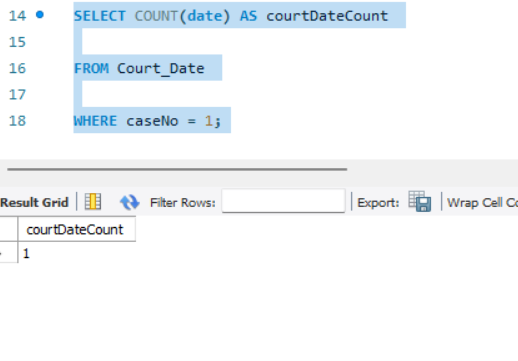 14 SELECT COUNT(date) AS courtDateCount
15
16 FROM Court_Date
17
18 WHERE caseNo = 1;
Result Grid Filter Rows: Export: Wrap Cell Co
courtDateCount
1